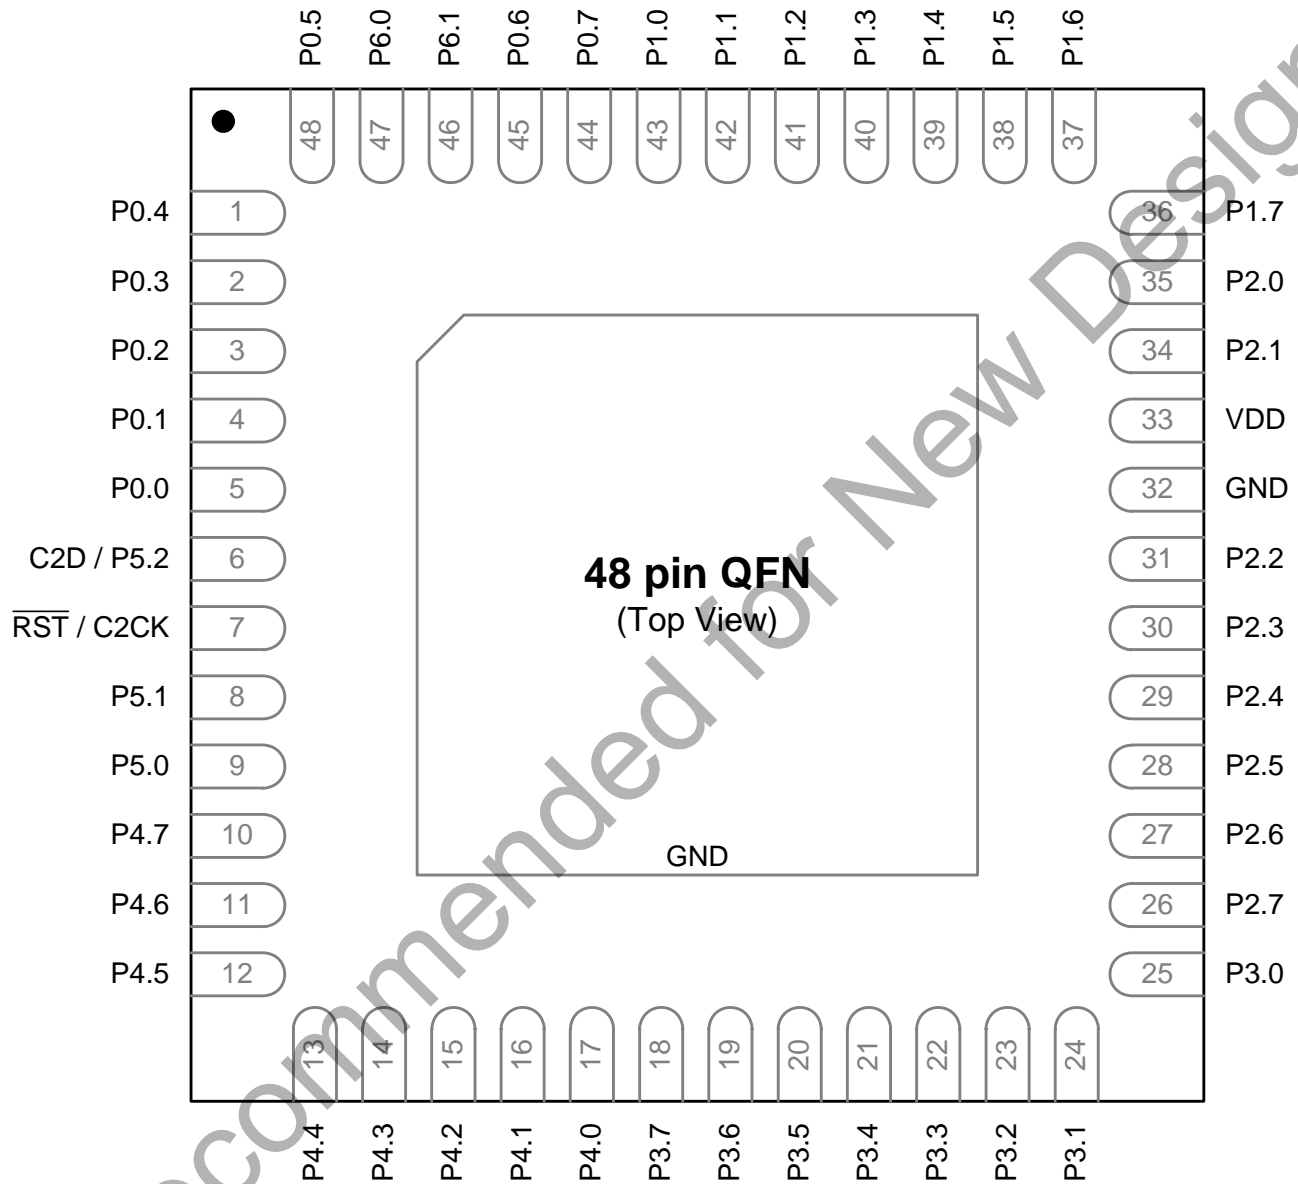 P0.5 P6.0 P6.1 P0.6 P0.7 P1.0 P1.1 P1.2 P1.3 P1.4 P1.5 P1.6
48 47 46 45 44 43 42 41 40 39 38 37
P0.4 1 36 P1.7
P0.3 2 35 P2.0
P0.2 3 34 P2.1
P0.1 4 33 VDD
P0.0 5 32 GND
C2D / P5.2 6 31 P2.2
48 pin QFN
(Top View)
RST / C2CK 7 30 P2.3
P5.1 8 29 P2.4
P5.0 9 28 P2.5
P4.7 10 27 P2.6
GND
P4.6 11 26 P2.7
P4.5 12 25 P3.0
13 14 15 16 17 18 19 20 21 22 23 24
P4.4 P4.3 P4.2 P4.1 P4.0 P3.7 P3.6 P3.5 P3.4 P3.3 P3.2 P3.1
ecommended for New Design